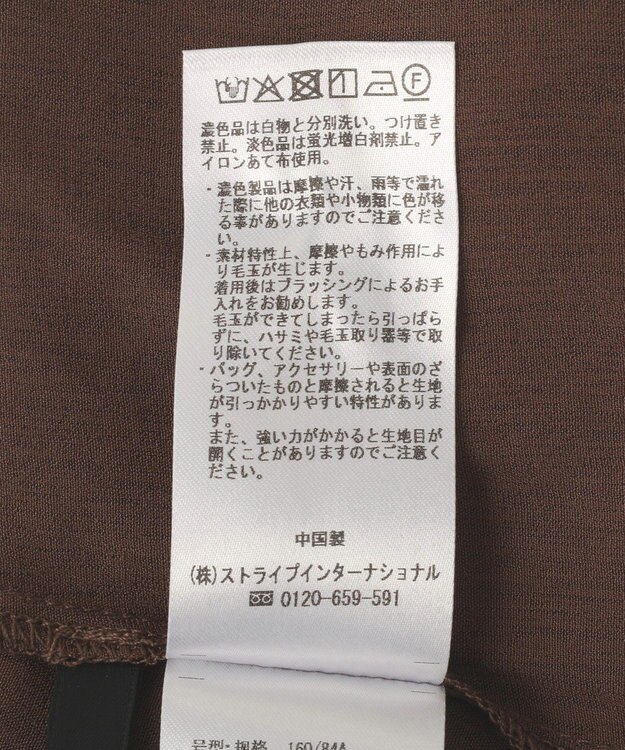 濃色品は白物と分別洗い。つけ置き
禁止。淡色品は蛍光増白剤禁止。ア
イロンあて布使用。
・濃色製品は摩擦や汗、雨等で濡れ
た際に他の衣類や小物類に色が移
る事がありますのでご注意くださ
い。
・素材特性上、摩擦やもみ作用によ
り毛玉が生じます。
着用後はブラッシングによるお手
入れをお勧めします。
毛玉ができてしまったら引っぱら
ずに、ハサミや毛玉取り器等で取
り除いてください。
・バッグ、アクセサリーや表面のざ
らついたものと摩擦されると生地
が引っかかりやすい特性がありま
す。
また、強い力がかかると生地目が
開くことがありますのでご注意く
ださい。
中国製
(株)ストライプインターナショナル
0120-659-591
号型·规格 160/84A